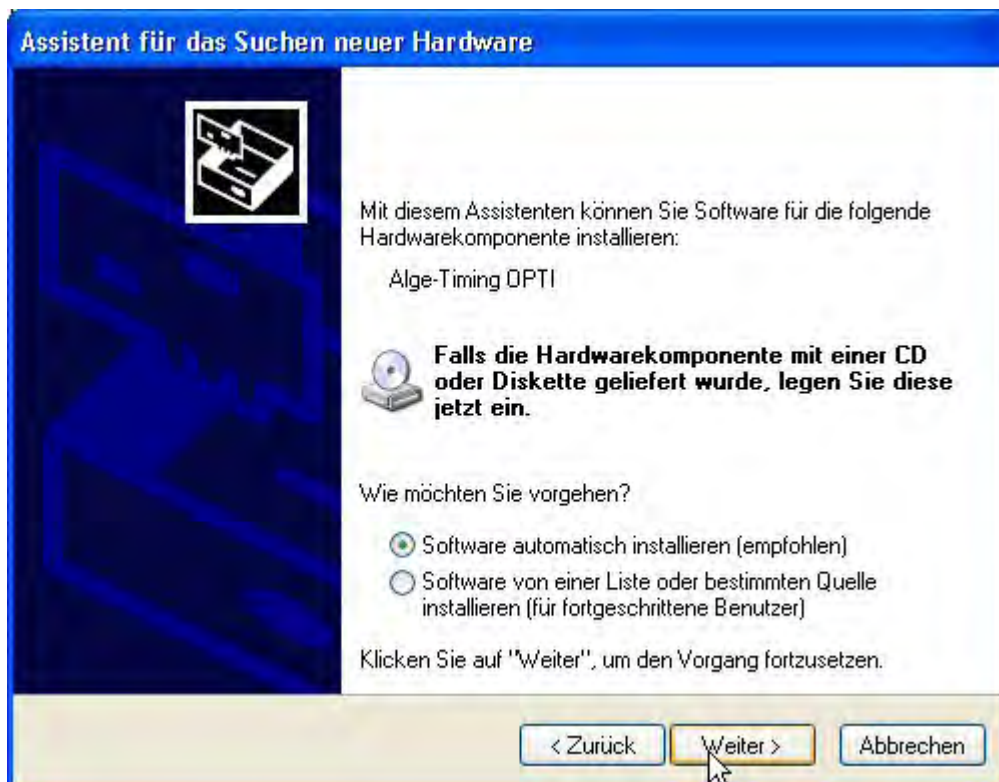 Assistent für das Suchen neuer Hardware
Mit diesem Assistenten können Sie Software für die folgende
Hardwarekomponente installieren:
Alge-Timing OPTI
Falls die Hardwarekomponente mit einer CD
oder Diskette geliefert wurde, legen Sie diese
jetzt ein.
Wie möchten Sie vorgehen?
Software automatisch installieren (empfohlen)
Software von einer Liste oder bestimmten Quelle
installieren (für fortgeschrittene Benutzer)
Klicken Sie auf "Weiter", um den Vorgang fortzusetzen.
< Zurück Weiter > Abbrechen